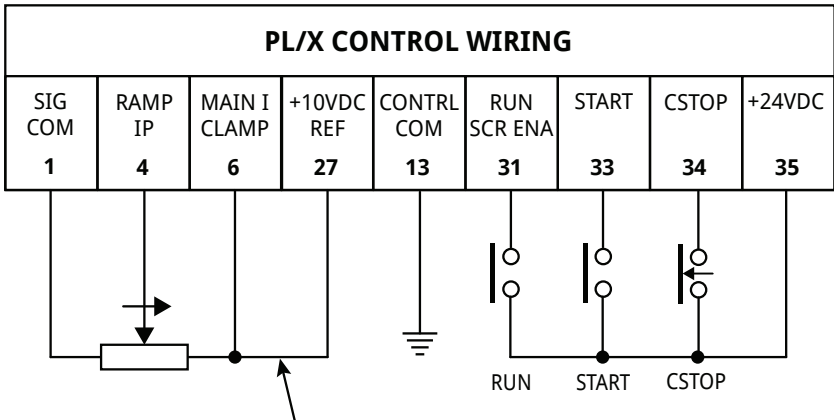 PL/X CONTROL WIRING
SIG
COM
1
RAMP
IP
4
MAIN I
CLAMP
6
+10VDC
REF
27
CONTRL
COM
13
RUN
SCR ENA
31
START
33
CSTOP
34
+24VDC
35
RUN
START
CSTOP